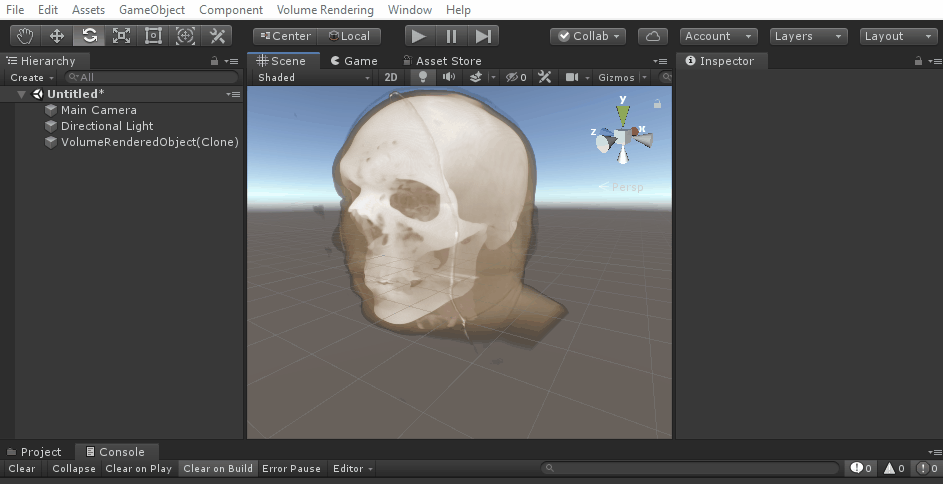 File Edit Assets GameObject Component Volume Rendering Window Help
Center Local Collab Account Layers Layout
Hierarchy Scene Game Asset Store Inspector
Create All Shaded 2D 0 Gizmos
Untitled*
Main Camera
Directional Light
VolumeRenderedObject(Clone)
y
z x
Persp
Project Console
Clear Collapse Clear on Play Clear on Build Error Pause Editor 0 0 0